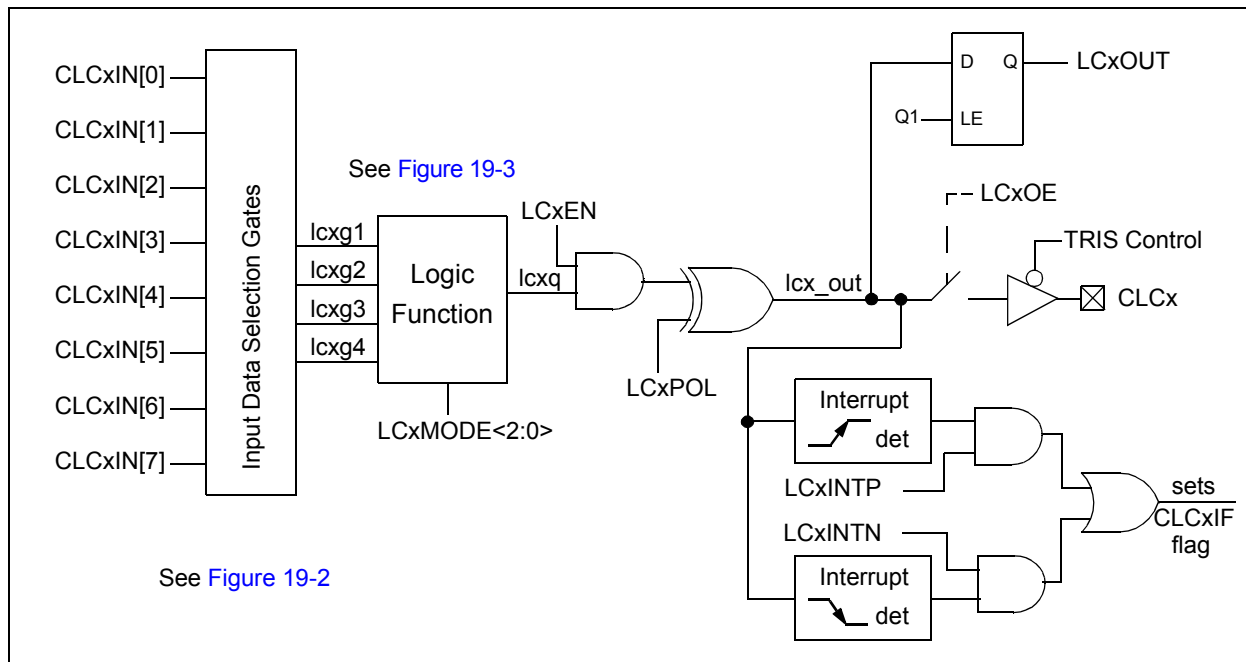 CLCxIN[0]
CLCxIN[1]
CLCxIN[2]
CLCxIN[3]
CLCxIN[4]
CLCxIN[5]
CLCxIN[6]
CLCxIN[7]
Input Data Selection Gates
See Figure 19-2
See Figure 19-3
lcxg1
lcxg2
lcxg3
lcxg4
Logic
Function
LCxMODE<2:0>
LCxEN
lcxq
LCxPOL
lcx_out
D
Q
LE
Q1
LCxOUT
LCxOE
TRIS Control
CLCx
Interrupt
det
LCxINTP
LCxINTN
Interrupt
det
sets
CLCxIF
flag